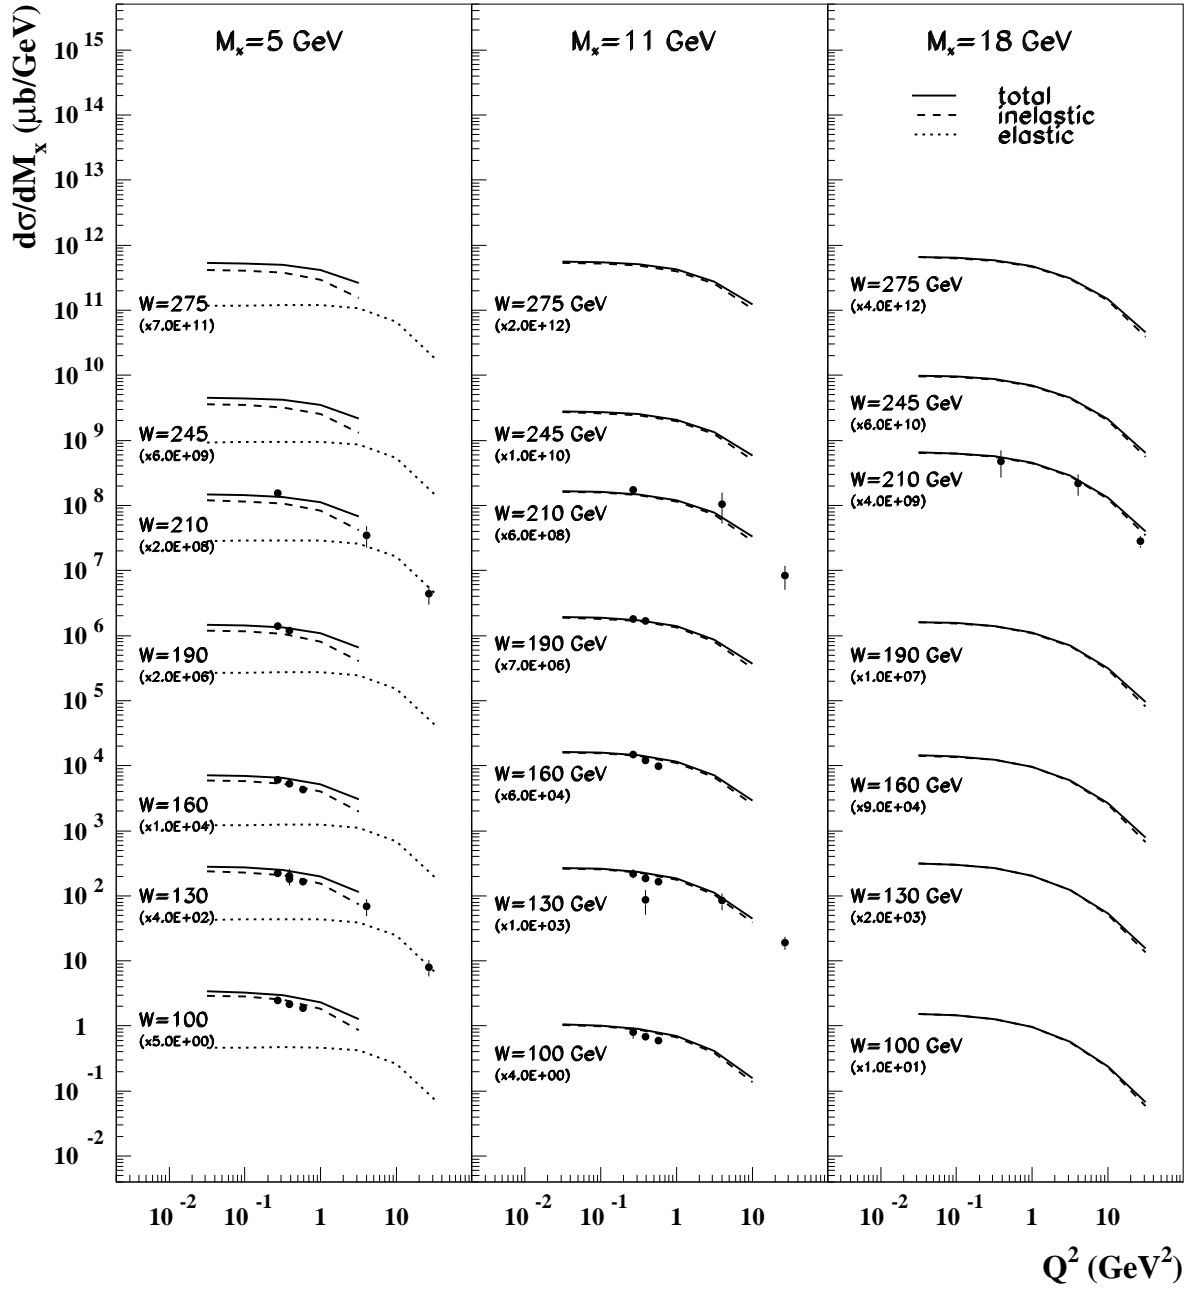 dσ/dMₓ (μb/GeV)
Mₓ=5 GeV
Mₓ=11 GeV
Mₓ=18 GeV
total
inelastic
elastic
10 ¹⁵
10 ¹⁴
10 ¹³
10 ¹²
10 ¹¹
10 ¹⁰
10 ⁹
10 ⁸
10 ⁷
10 ⁶
10 ⁵
10 ⁴
10 ³
10 ²
10
1
10 ⁻¹
10 ⁻²
W=275
(x7.0E+11)
W=245
(x6.0E+09)
W=210
(x2.0E+08)
W=190
(x2.0E+06)
W=160
(x1.0E+04)
W=130
(x4.0E+02)
W=100
(x5.0E+00)
W=275 GeV
(x2.0E+12)
W=245 GeV
(x1.0E+10)
W=210 GeV
(x6.0E+08)
W=190 GeV
(x7.0E+06)
W=160 GeV
(x6.0E+04)
W=130 GeV
(x1.0E+03)
W=100 GeV
(x4.0E+00)
W=275 GeV
(x4.0E+12)
W=245 GeV
(x6.0E+10)
W=210 GeV
(x4.0E+09)
W=190 GeV
(x1.0E+07)
W=160 GeV
(x9.0E+04)
W=130 GeV
(x2.0E+03)
W=100 GeV
(x1.0E+01)
10 ⁻² 10 ⁻¹ 1 10
10 ⁻² 10 ⁻¹ 1 10
10 ⁻² 10 ⁻¹ 1 10
Q² (GeV²)